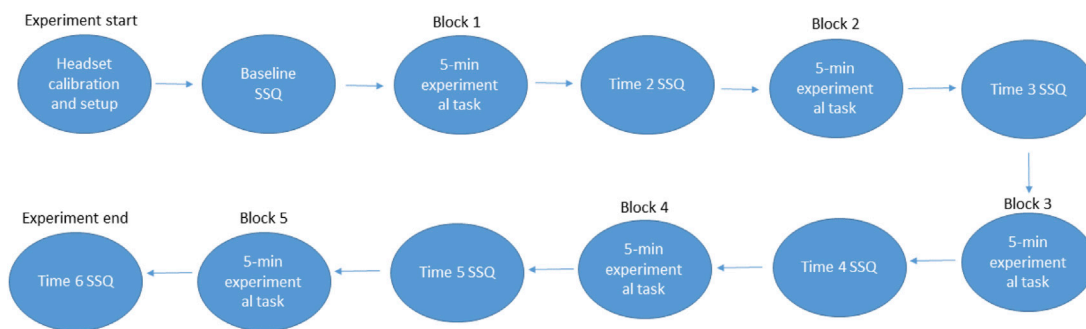 Experiment start
Headset
calibration
and setup
Baseline
SSQ
Block 1
5-min
experiment
al task
Time 2 SSQ
Block 2
5-min
experiment
al task
Time 3 SSQ
Block 3
5-min
experiment
al task
Time 4 SSQ
Block 4
5-min
experiment
al task
Time 5 SSQ
Block 5
5-min
experiment
al task
Experiment end
Time 6 SSQ